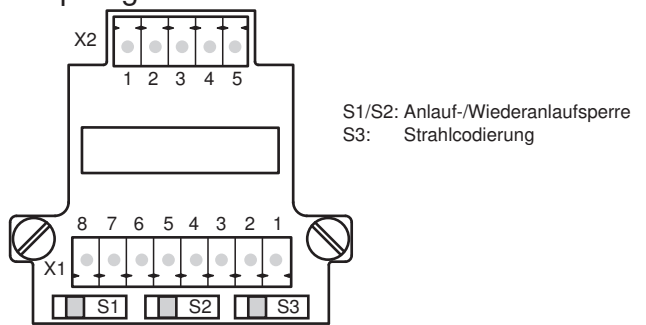 X2
1 2 3 4 5
S1/S2: Anlauf-/Wiederanlaufsperre
S3: Strahlcodierung
8 7 6 5 4 3 2 1
X1
S1 S2 S3